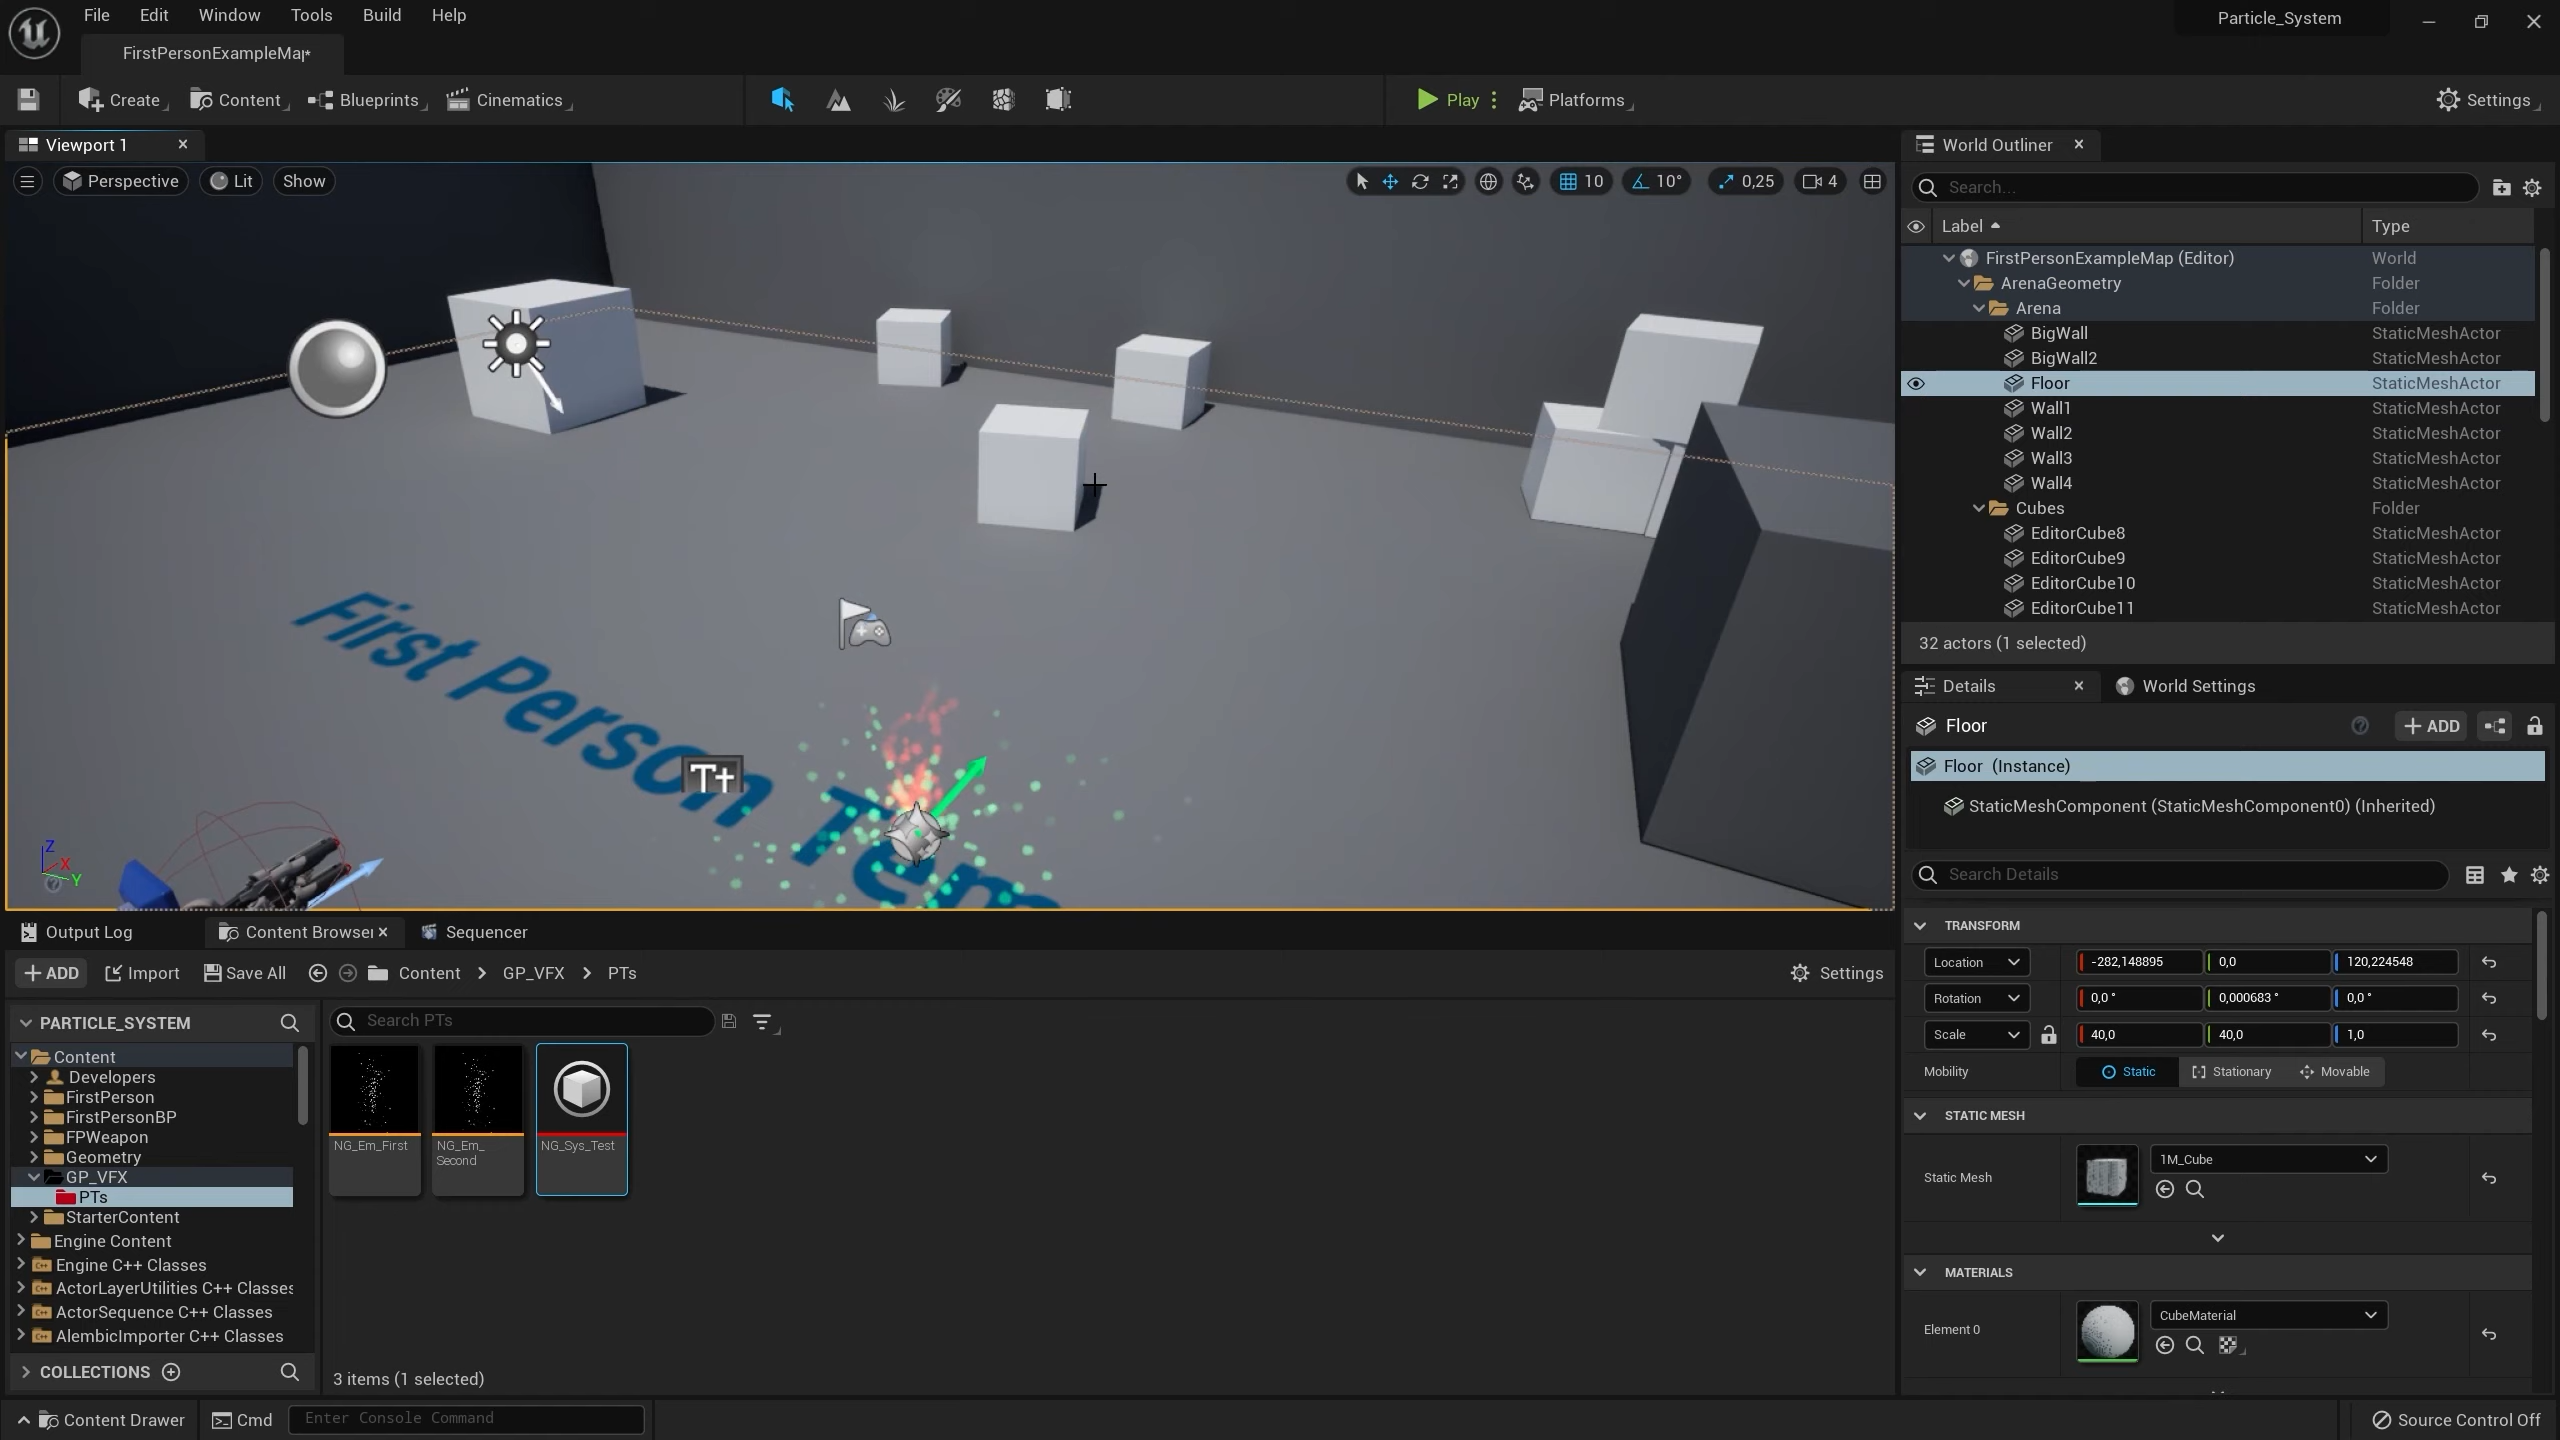 File Edit Window Tools Build Help
Particle_System
FirstPersonExampleMap*
Create Content Blueprints Cinematics
Play Platforms Settings
Viewport 1
Perspective Lit Show
10 10° 0,25 4
First Person Tem
T+
Z X Y
World Outliner
Search...
Label Type
FirstPersonExampleMap (Editor) World
ArenaGeometry Folder
Arena Folder
BigWall StaticMeshActor
BigWall2 StaticMeshActor
Floor StaticMeshActor
Wall1 StaticMeshActor
Wall2 StaticMeshActor
Wall3 StaticMeshActor
Wall4 StaticMeshActor
Cubes Folder
EditorCube8 StaticMeshActor
EditorCube9 StaticMeshActor
EditorCube10 StaticMeshActor
EditorCube11 StaticMeshActor
32 actors (1 selected)
Details World Settings
Floor ADD
Floor (Instance)
StaticMeshComponent (StaticMeshComponent0) (Inherited)
Search Details
TRANSFORM
Location -282,148895 0,0 120,224548
Rotation 0,0 ° 0,000683 ° 0,0 °
Scale 40,0 40,0 1,0
Mobility Static Stationary Movable
STATIC MESH
Static Mesh 1M_Cube
MATERIALS
Element 0 CubeMaterial
Output Log Content Browser Sequencer
ADD Import Save All Content GP_VFX PTs Settings
PARTICLE_SYSTEM
Content
Developers
FirstPerson
FirstPersonBP
FPWeapon
Geometry
GP_VFX
PTs
StarterContent
Engine Content
Engine C++ Classes
ActorLayerUtilities C++ Classes
ActorSequence C++ Classes
AlembicImporter C++ Classes
COLLECTIONS
Search PTs
NG_Em_First
NG_Em_
Second
NG_Sys_Test
3 items (1 selected)
Content Drawer Cmd Enter Console Command
Source Control Off